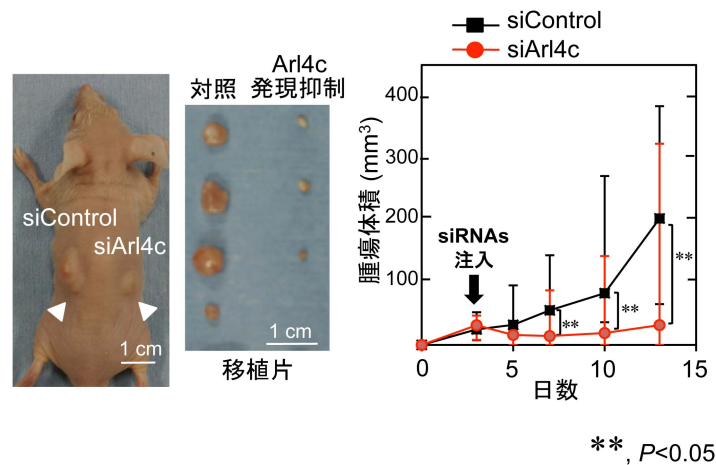 siControl
siArl4c
Arl4c
対照 発現抑制
siControl
siArl4c
1 cm
1 cm
移植片
腫瘍体積 (mm³)
400
300
200
100
siRNAs
注入
**
**
**
0
5
10
15
日数
**, P<0.05